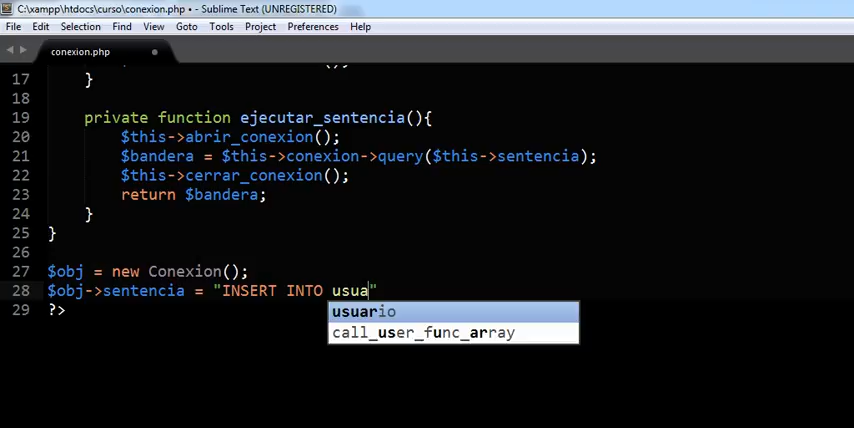 C:\xampp\htdocs\curso\conexion.php • - Sublime Text (UNREGISTERED)
File Edit Selection Find View Goto Tools Project Preferences Help
conexion.php
17 }
18
19 private function ejecutar_sentencia(){
20 $this->abrir_conexion();
21 $bandera = $this->conexion->query($this->sentencia);
22 $this->cerrar_conexion();
23 return $bandera;
24 }
25 }
26
27 $obj = new Conexion();
28 $obj->sentencia = "INSERT INTO usua"
29 ?>
usuario
call_user_func_array